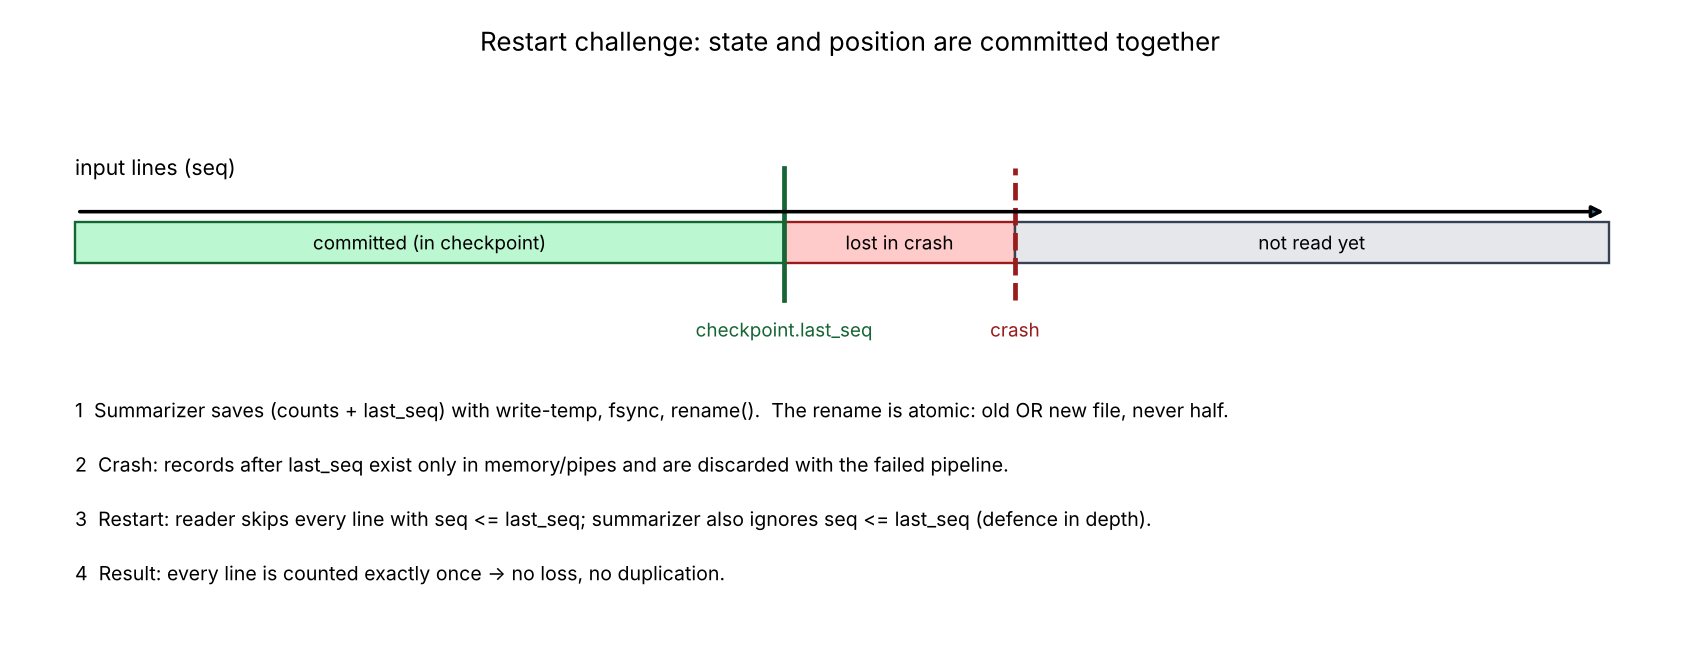 Restart challenge: state and position are committed together
input lines (seq)
committed (in checkpoint)
lost in crash
not read yet
checkpoint.last_seq
crash
1 Summarizer saves (counts + last_seq) with write-temp, fsync, rename(). The rename is atomic: old OR new file, never half.
2 Crash: records after last_seq exist only in memory/pipes and are discarded with the failed pipeline.
3 Restart: reader skips every line with seq <= last_seq; summarizer also ignores seq <= last_seq (defence in depth).
4 Result: every line is counted exactly once → no loss, no duplication.